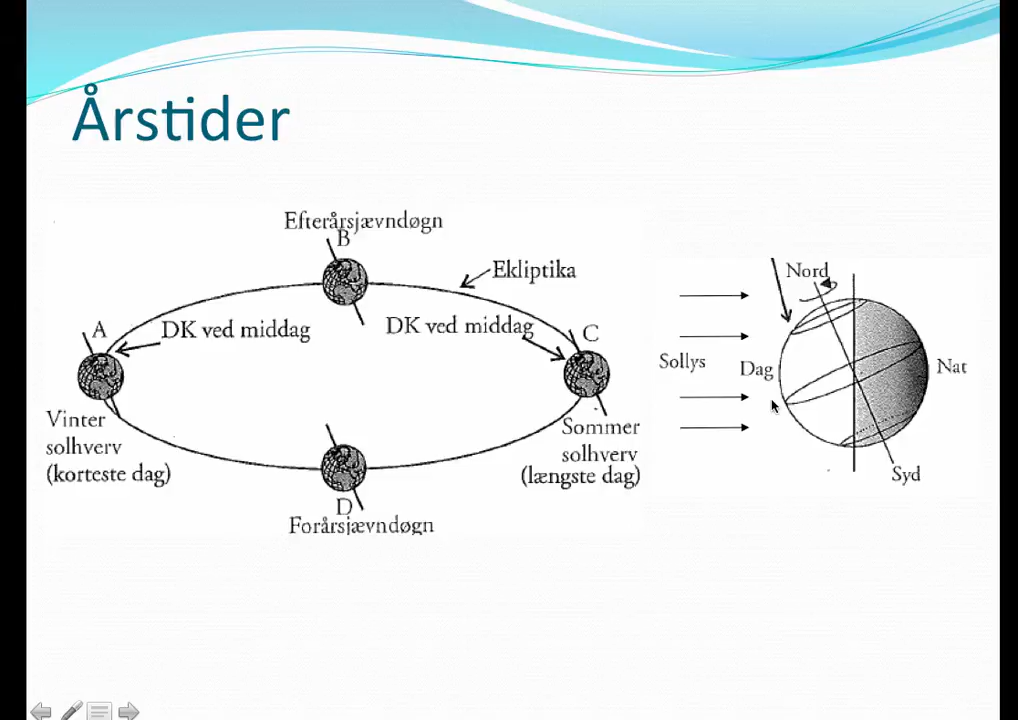 Årstider
Efterårsjævndøgn
B
Ekliptika
A
DK ved middag
DK ved middag
C
Vinter
solhverv
(korteste dag)
Sommer
solhverv
(længste dag)
D
Forårsjævndøgn
Nord
Sollys
Dag
Nat
Syd